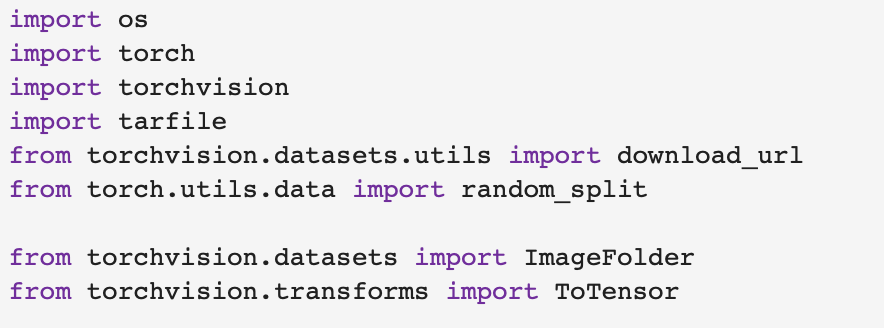 import os
import torch
import torchvision
import tarfile
from torchvision.datasets.utils import download_url
from torch.utils.data import random_split
from torchvision.datasets import ImageFolder
from torchvision.transforms import ToTensor